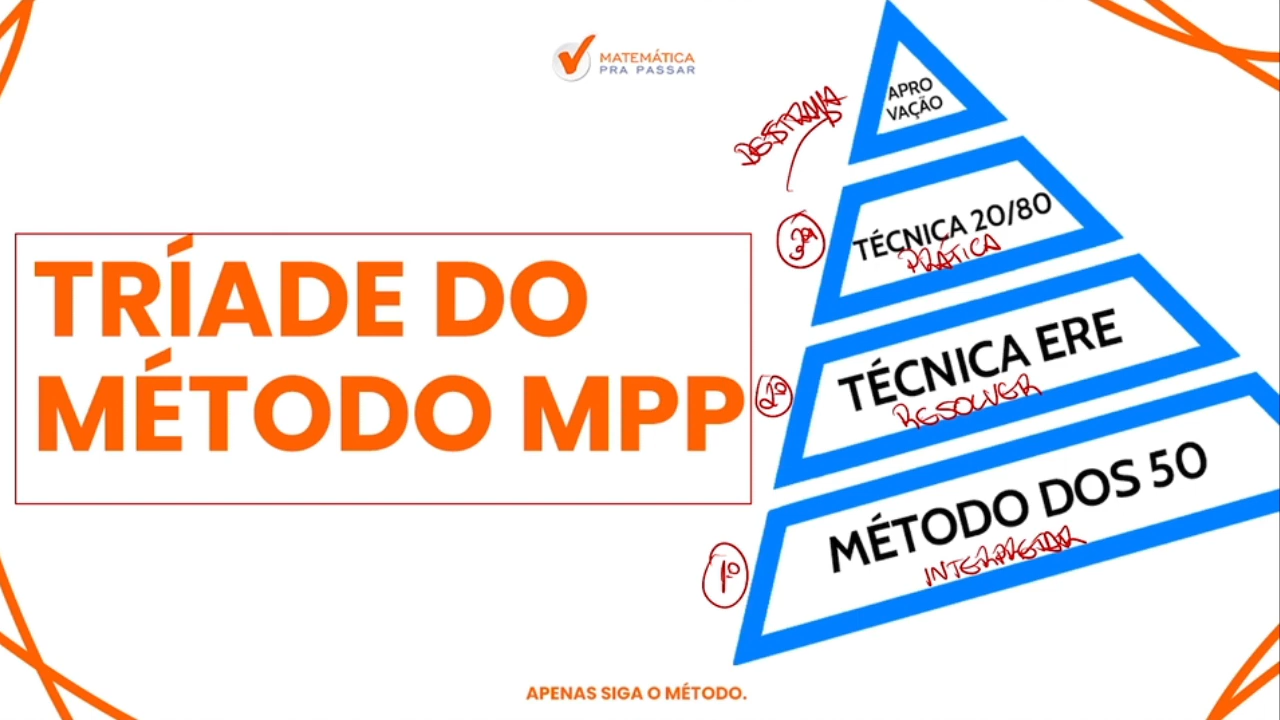 MATEMÁTICA
PRA PASSAR
TRÍADE DO
MÉTODO MPP
APRO
VAÇÃO
DESTRAVA
3ª
TÉCNICA 20/80
PRÁTICA
2º
TÉCNICA ERE
RESOLVER
1º
MÉTODO DOS 50
INTERPRETAR
APENAS SIGA O MÉTODO.